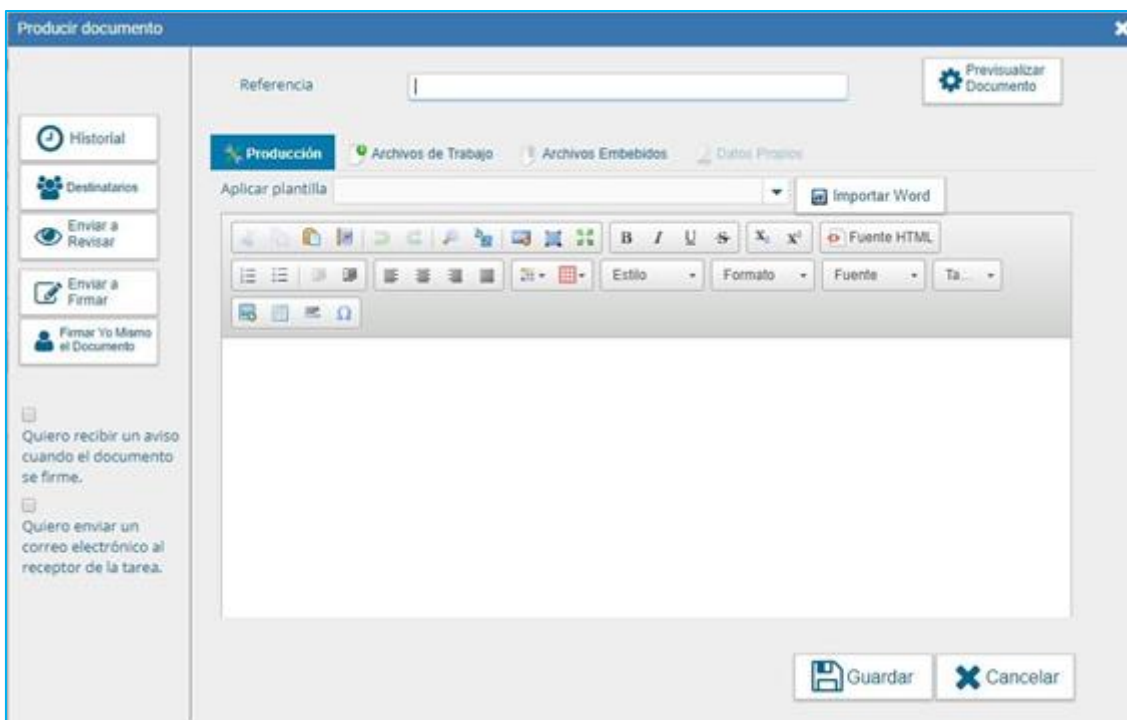 Producir documento
Referencia
Previsualizar
Documento
Historial
Destinatarios
Enviar a
Revisar
Enviar a
Firmar
Firmar Yo Mismo
el Documento
Quiero recibir un aviso
cuando el documento
se firme.
Quiero enviar un
correo electrónico al
receptor de la tarea.
Producción
Archivos de Trabajo
Archivos Embebidos
Datos Propios
Aplicar plantilla
Importar Word
B I U S X₂ X² Fuente HTML
Estilo
Formato
Fuente
Ta...
Ω
Guardar
Cancelar